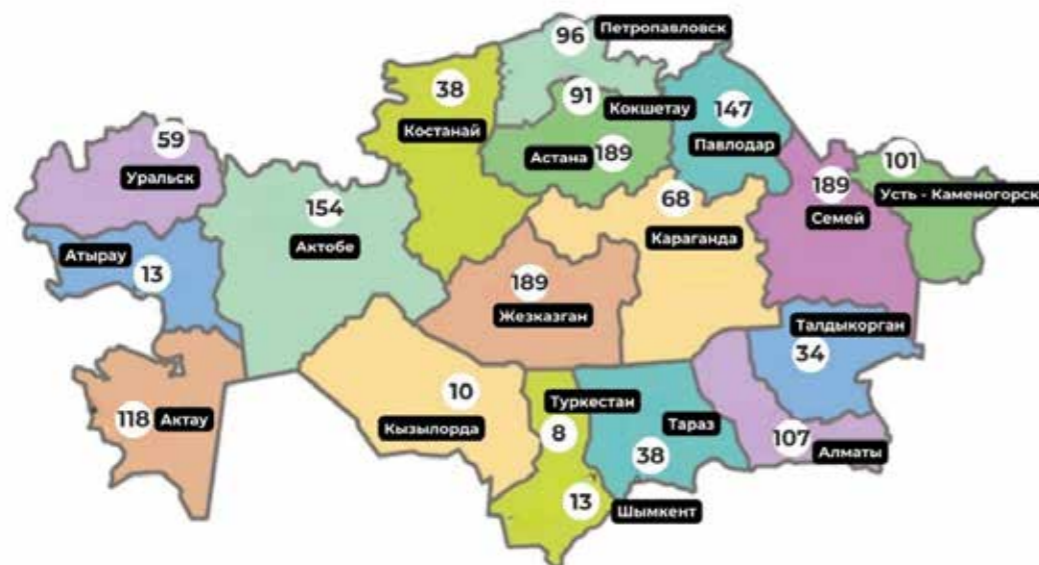 96
Петропавловск
38
Костанай
91
Кокшетау
147
Павлодар
59
Уральск
Астана
189
101
Усть - Каменогорск
189
Семей
154
Актобе
68
Караганда
Атырау
13
189
Жезказган
Талдыкорган
34
118
Актау
10
Кызылорда
Туркестан
8
Тараз
38
107
Алматы
13
Шымкент